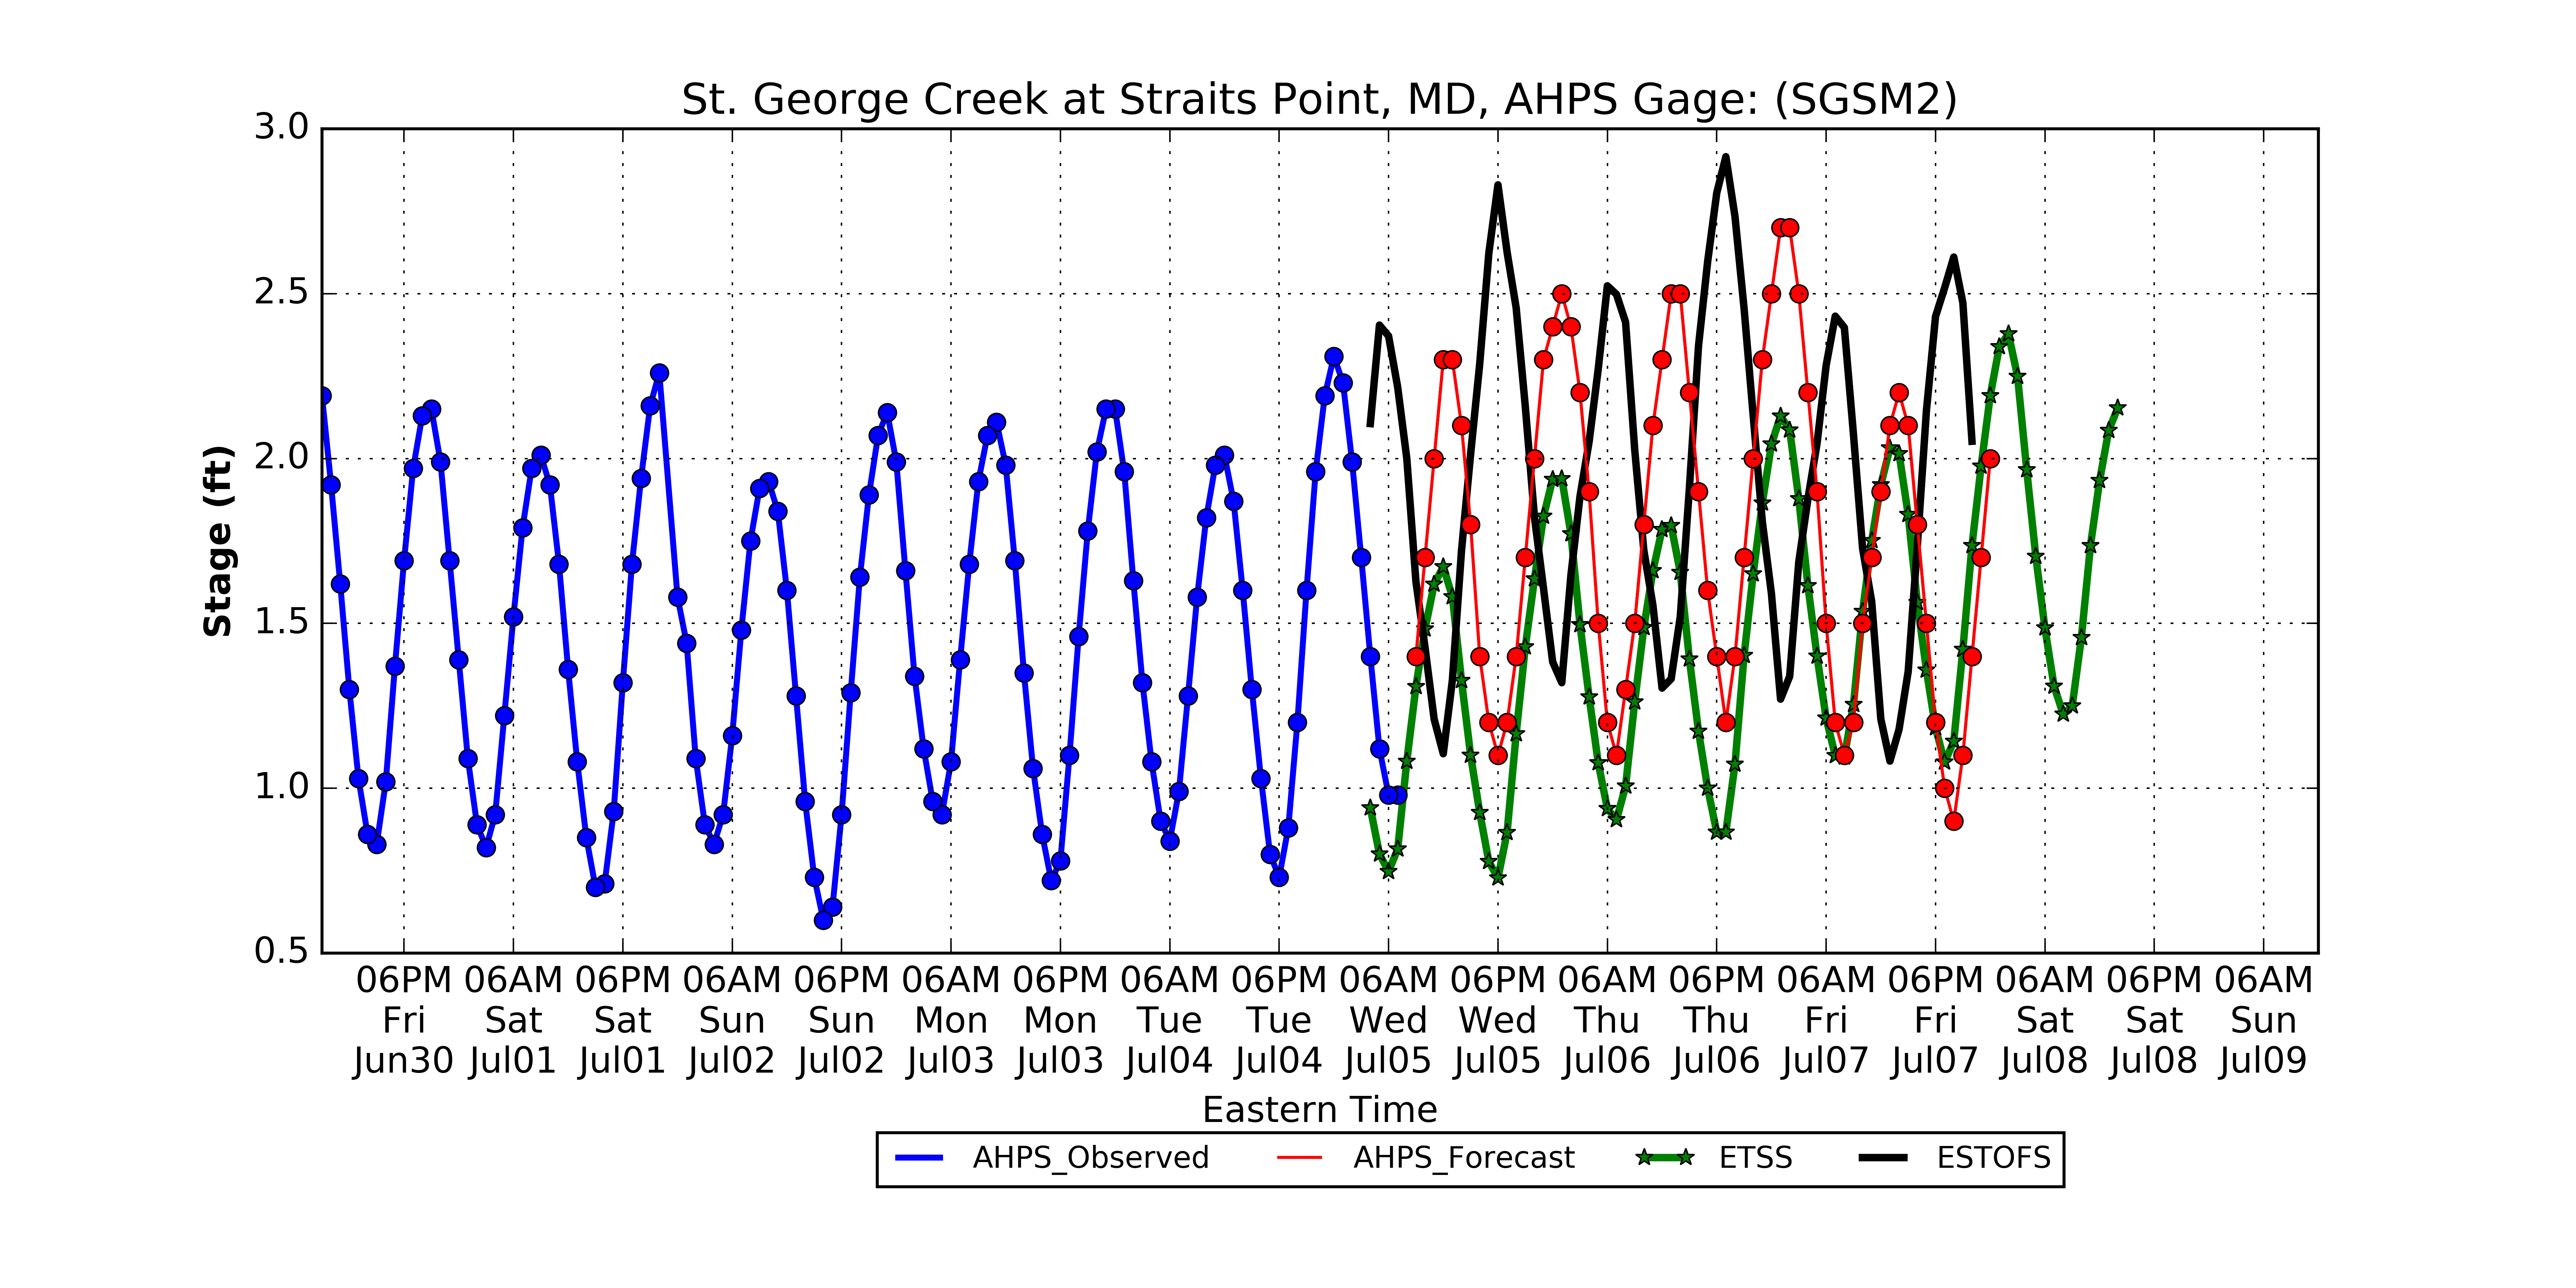 St. George Creek at Straits Point, MD, AHPS Gage: (SGSM2)
3.0
2.5
2.0
1.5
1.0
0.5
Stage (ft)
06PM 06AM 06PM 06AM 06PM 06AM 06PM 06AM 06PM 06AM 06PM 06AM 06PM 06AM 06PM 06AM 06PM 06AM
Fri Sat Sat Sun Sun Mon Mon Tue Tue Wed Wed Thu Thu Fri Fri Sat Sat Sun
Jun30 Jul01 Jul01 Jul02 Jul02 Jul03 Jul03 Jul04 Jul04 Jul05 Jul05 Jul06 Jul06 Jul07 Jul07 Jul08 Jul08 Jul09
Eastern Time
AHPS_Observed AHPS_Forecast ETSS ESTOFS